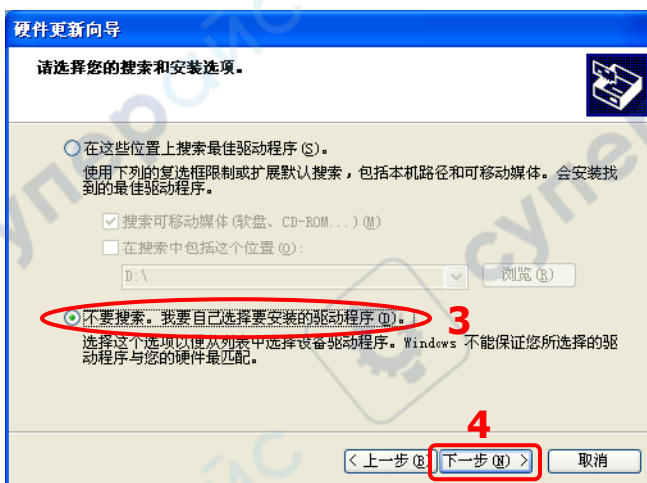 硬件更新向导
请选择您的搜索和安装选项。
在这些位置上搜索最佳驱动程序(S)。
使用下列的复选框限制或扩展默认搜索，包括本机路径和可移动媒体。会安装找
到的最佳驱动程序。
搜索可移动媒体(软盘、CD-ROM...)(M)
在搜索中包括这个位置(O):
D:\
浏览(R)
不要搜索。我要自己选择要安装的驱动程序(D)。
3
选择这个选项以便从列表中选择设备驱动程序。Windows 不能保证您所选择的驱
动程序与您的硬件最匹配。
4
< 上一步(B)
下一步(N) >
取消